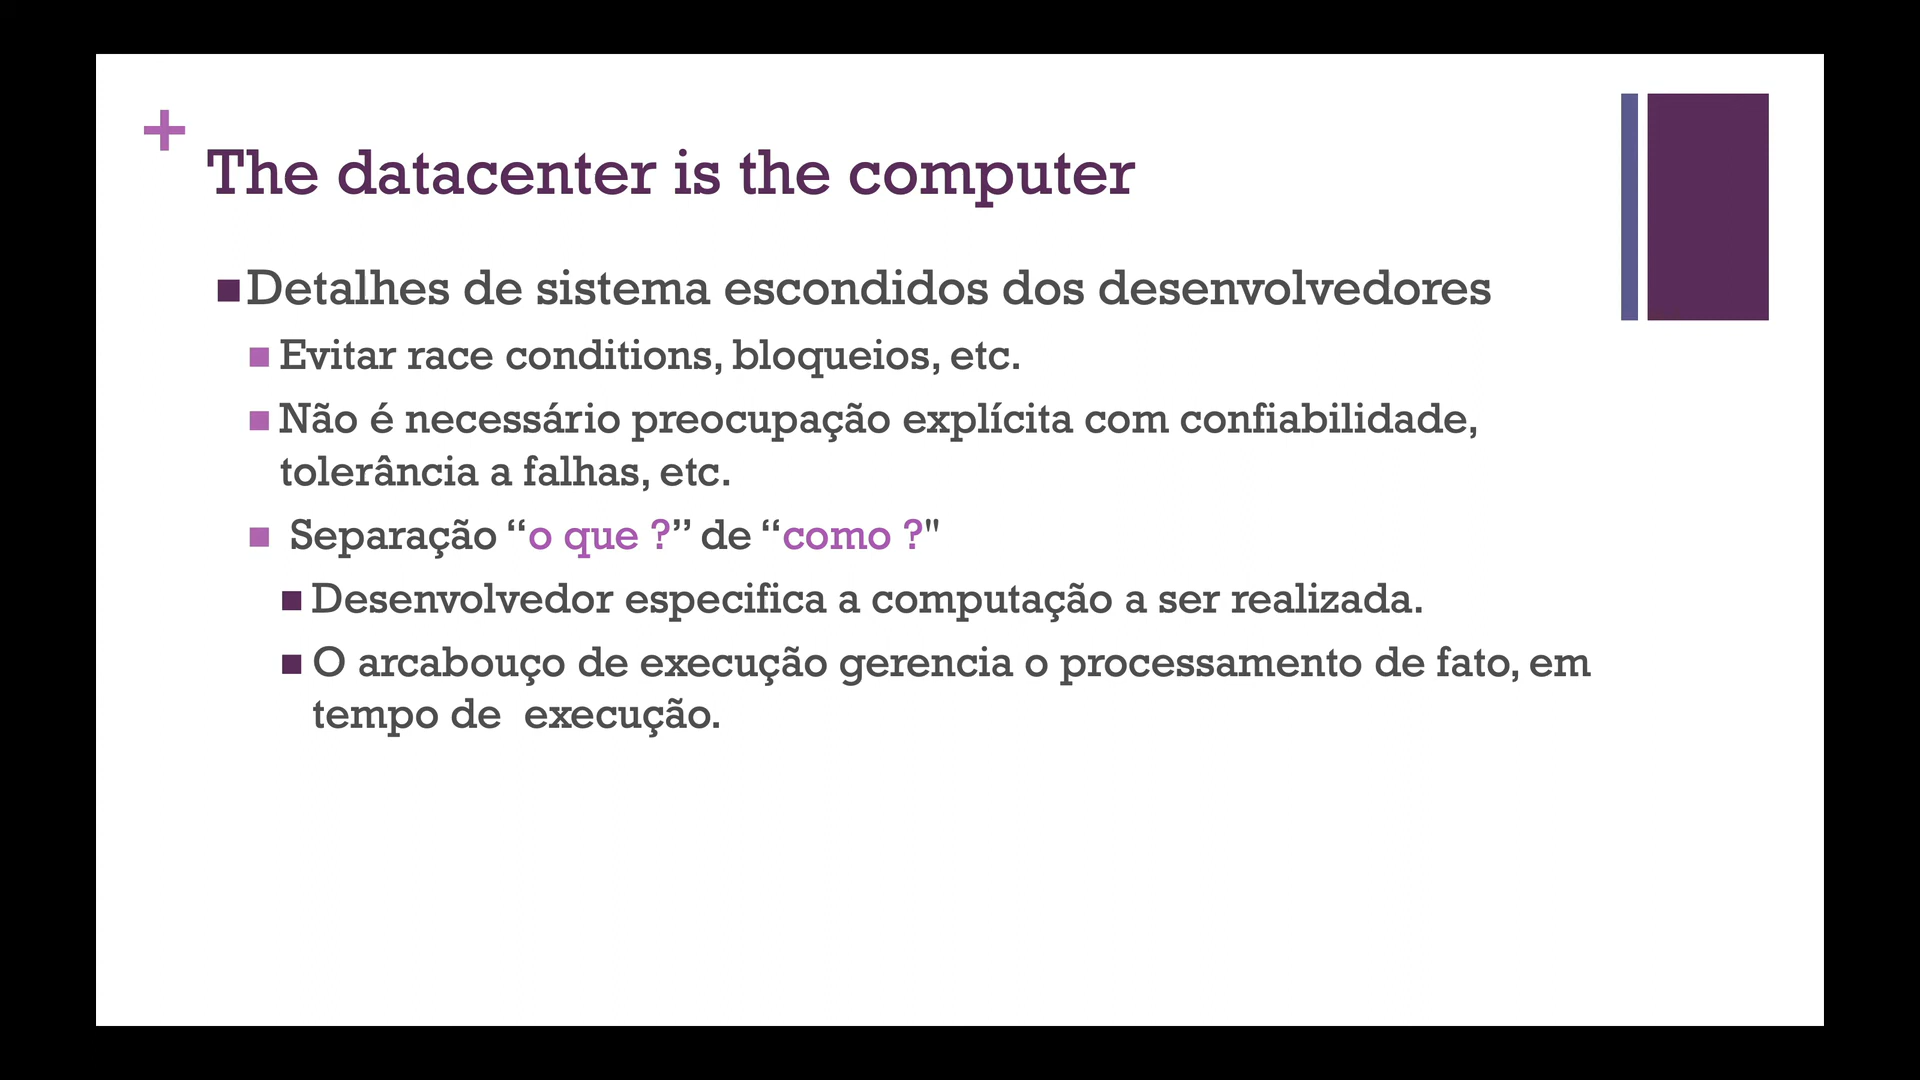 The datacenter is the computer
Detalhes de sistema escondidos dos desenvolvedores
Evitar race conditions, bloqueios, etc.
Não é necessário preocupação explícita com confiabilidade,
tolerância a falhas, etc.
Separação “o que ?” de “como ?"
Desenvolvedor especifica a computação a ser realizada.
O arcabouço de execução gerencia o processamento de fato, em
tempo de  execução.